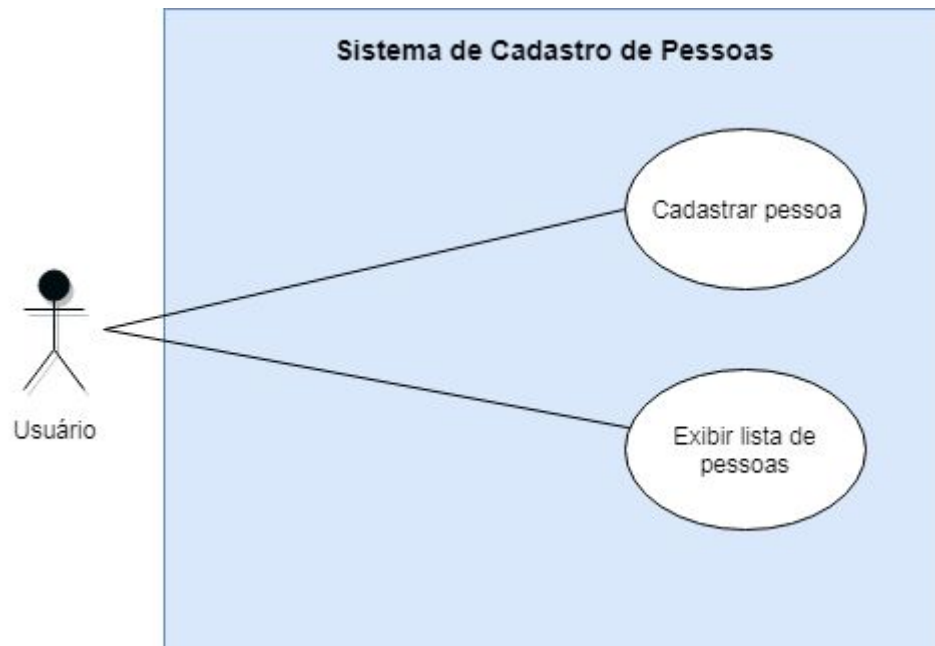 Sistema de Cadastro de Pessoas
Cadastrar pessoa
Usuário
Exibir lista de
pessoas